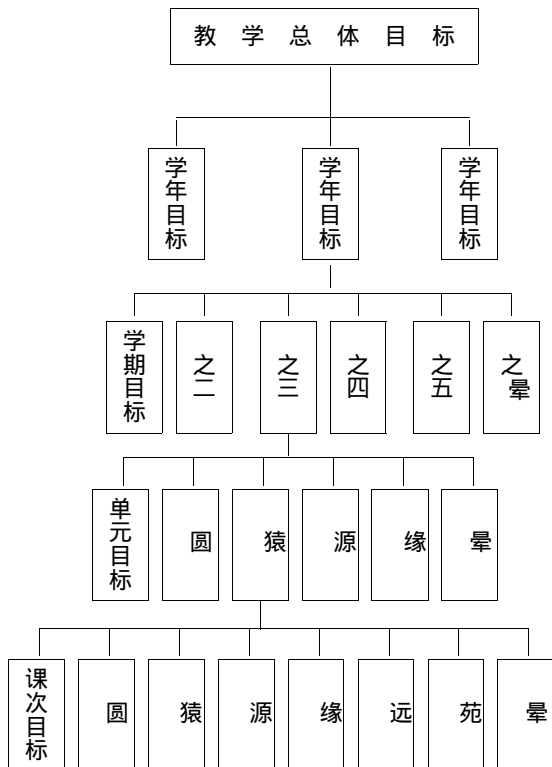 教学总体目标
学年目标
学年目标
学年目标
学期目标
之二
之三
之四
之五
之晕
单元目标
圆
猿
源
缘
晕
课次目标
圆
猿
源
缘
远
苑
晕